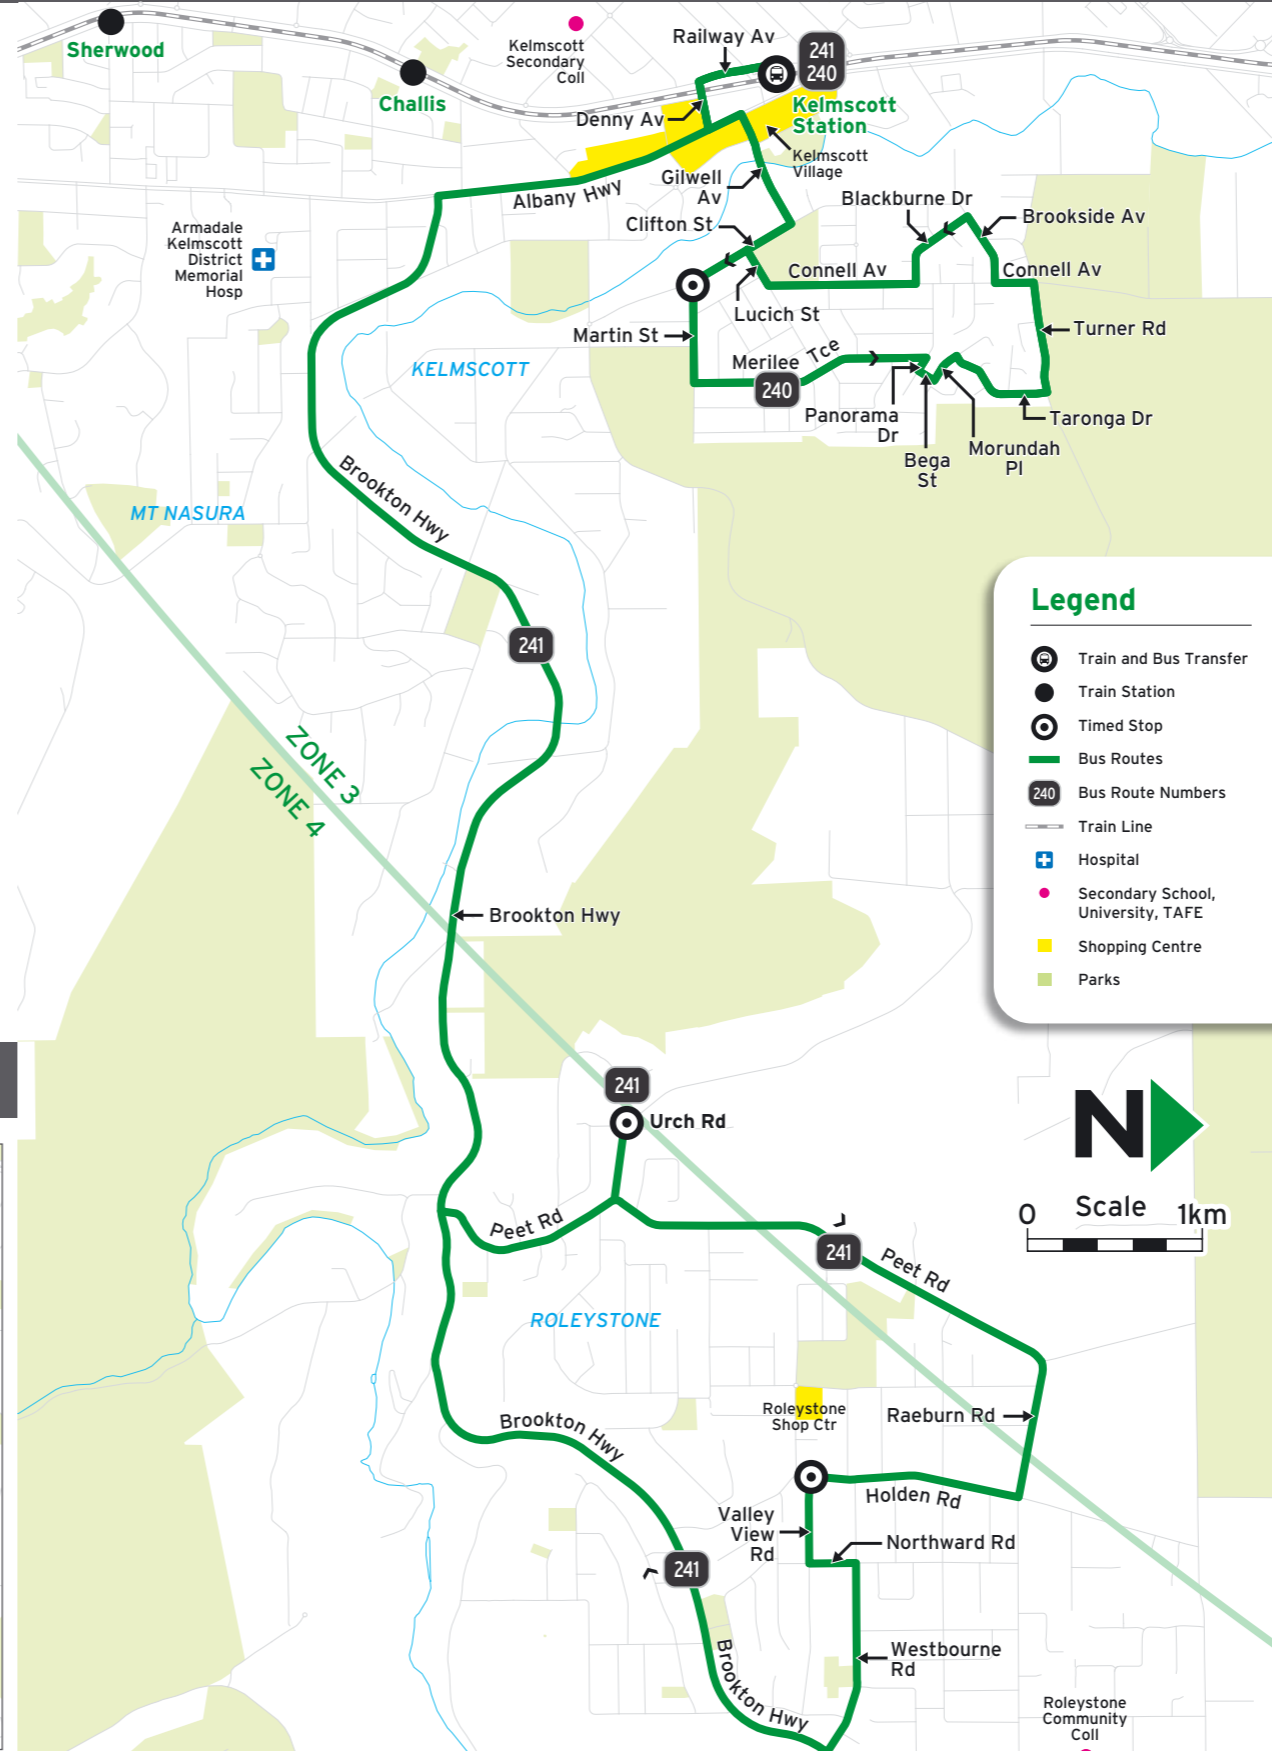 Sherwood
Challis
Kelmscott
Secondary
Coll
Railway Av
241
240
Kelmscott
Station
Denny Av
Kelmscott
Village
Albany Hwy
Gilwell
Av
Clifton St
Blackburne Dr
Brookside Av
Connell Av
Connell Av
Armadale
Kelmscott
District
Memorial
Hosp
Lucich St
Martin St
Turner Rd
KELMSCOTT
Merilee Tce
240
Panorama
Dr
Bega
St
Morundah
Pl
Taronga Dr
Brookton Hwy
MT NASURA
241
ZONE 3
ZONE 4
Legend
Train and Bus Transfer
Train Station
Timed Stop
Bus Routes
240
Bus Route Numbers
Train Line
Hospital
Secondary School,
University, TAFE
Shopping Centre
Parks
Brookton Hwy
241
Urch Rd
N
Scale
0
1km
Peet Rd
241
Peet Rd
ROLEYSTONE
Roleystone
Shop Ctr
Raeburn Rd
Brookton Hwy
Holden Rd
Valley
View
Rd
Northward Rd
241
Brookton Hwy
Westbourne
Rd
Roleystone
Community
Coll